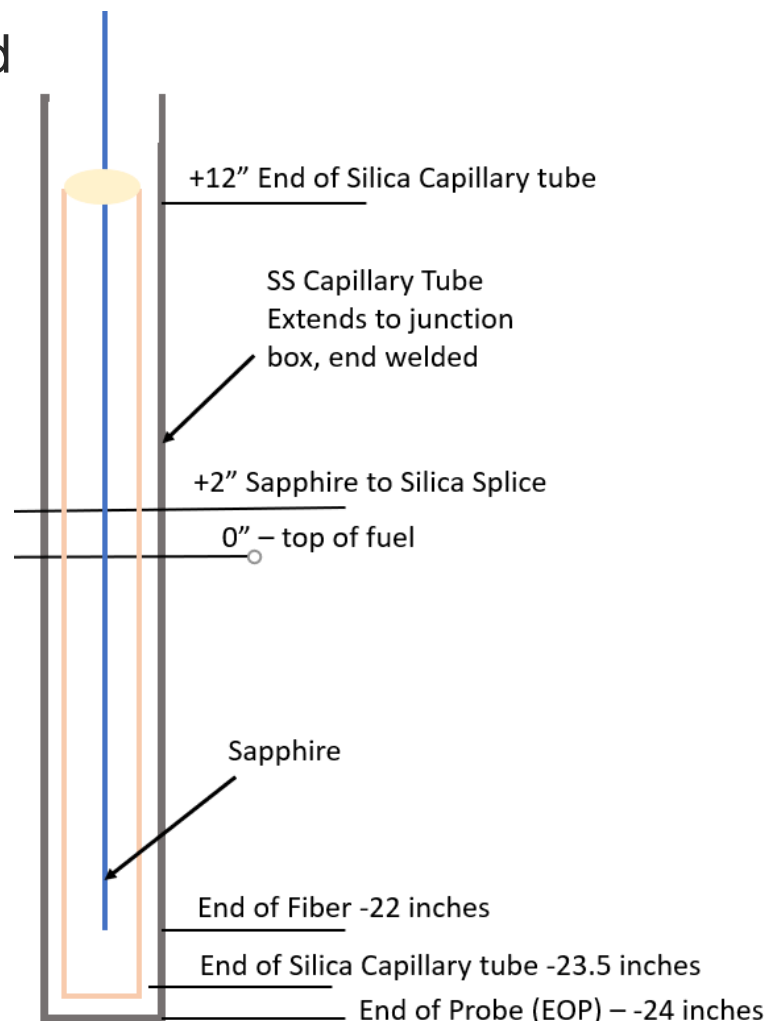 d
+12” End of Silica Capillary tube
SS Capillary Tube
Extends to junction
box, end welded
+2” Sapphire to Silica Splice
0” – top of fuel
Sapphire
End of Fiber -22 inches
End of Silica Capillary tube -23.5 inches
End of Probe (EOP) – -24 inches